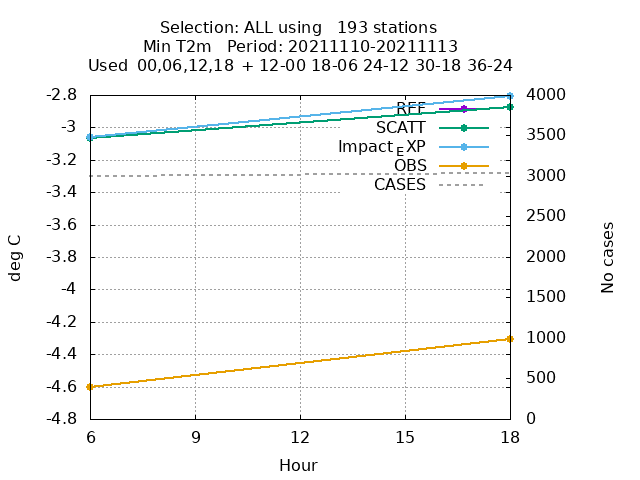 Selection: ALL using   193 stations
Min T2m   Period: 20211110-20211113
Used  00,06,12,18  + 12-00 18-06 24-12 30-18 36-24
-2.8
-3
-3.2
-3.4
-3.6
-3.8
-4
-4.2
-4.4
-4.6
-4.8
deg C
REF
SCATT
Impact_EXP
OBS
CASES
4000
3500
3000
2500
2000
1500
1000
500
0
No cases
6 9 12 15 18
Hour